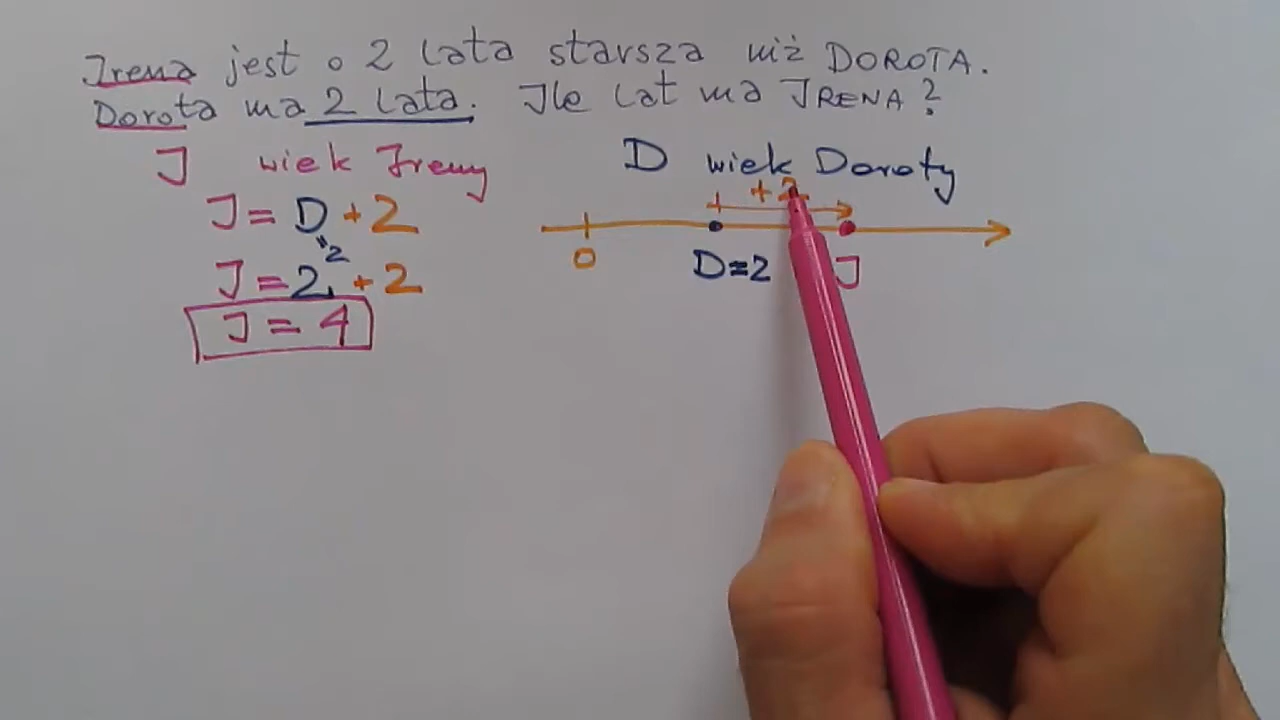 Irena jest o 2 lata starsza niż DOROTA.
Dorota ma 2 lata. Ile lat ma IRENA?
I wiek Ireny
D wiek Doroty
I = D + 2
"2
I = 2 + 2
I = 4
+2
0
D=2
I